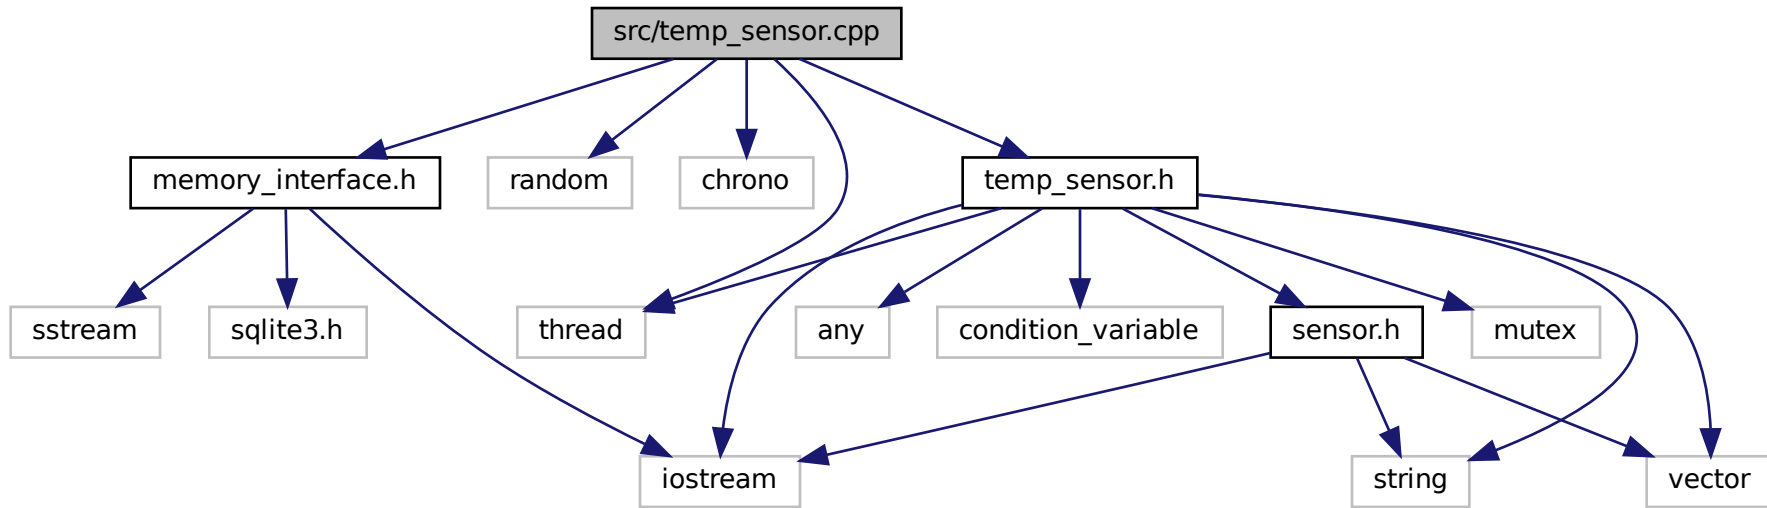 src/temp_sensor.cpp
memory_interface.h
random
chrono
temp_sensor.h
sstream
sqlite3.h
thread
any
condition_variable
sensor.h
mutex
iostream
string
vector